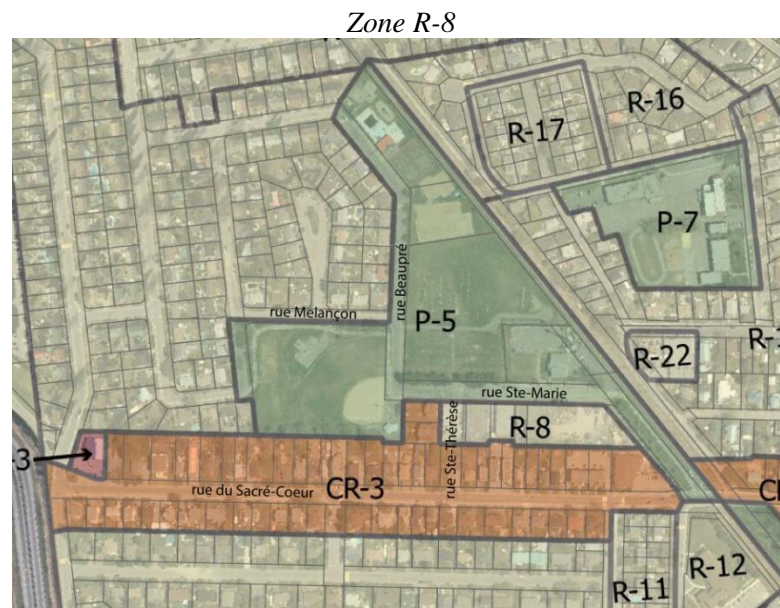 Zone R-8
R-16
R-17
P-7
rue Beaupré
rue Melançon
P-5
R-22
rue Ste-Marie
rue Ste-Thérèse
R-8
-3
rue du Sacré-Coeur
CR-3
R-11
R-12